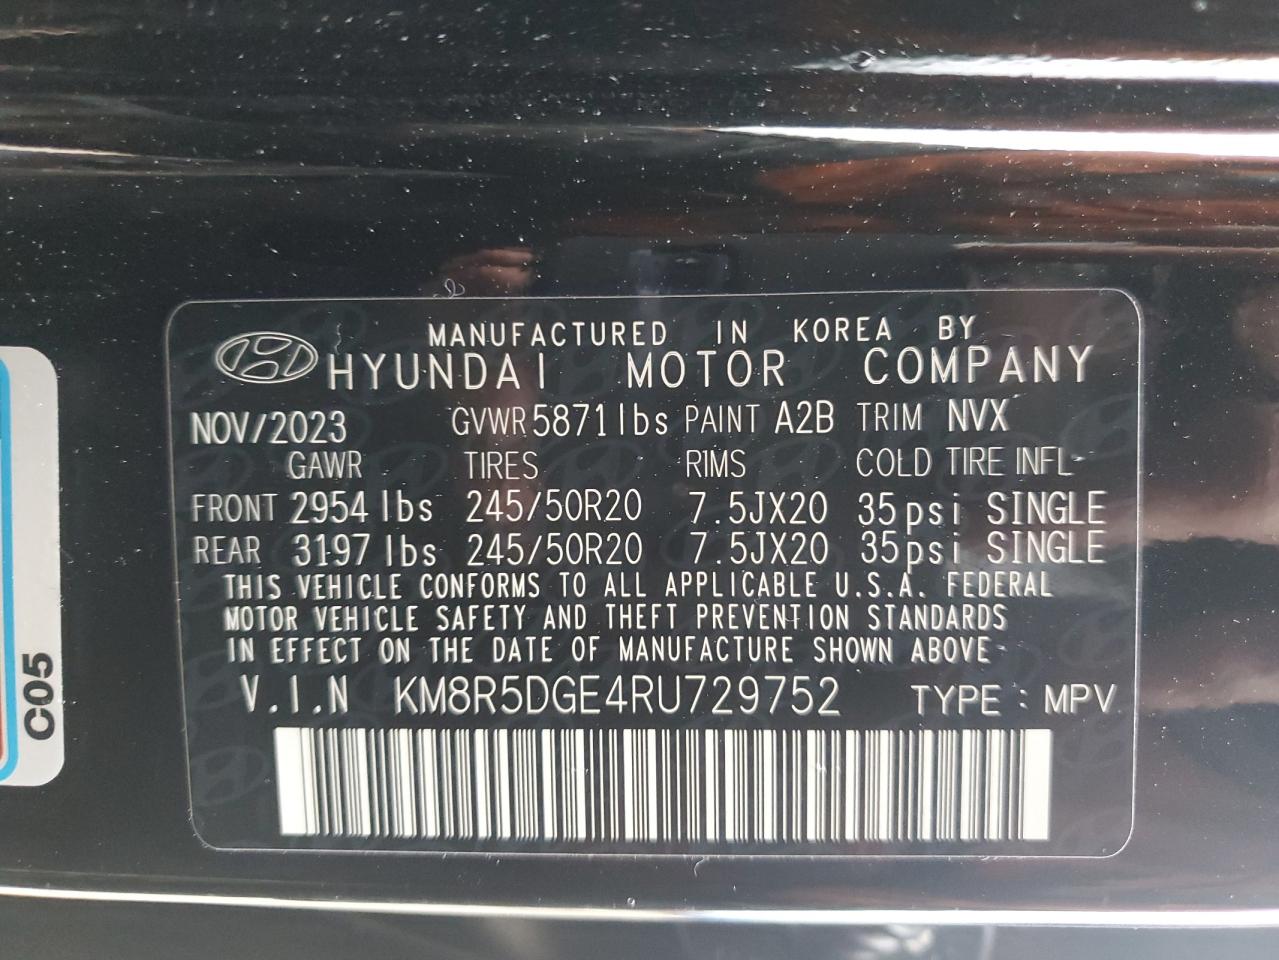 MANUFACTURED IN KOREA BY
HYUNDAI MOTOR COMPANY
NOV/2023 GVWR 5871lbs PAINT A2B TRIM NVX
GAWR TIRES RIMS COLD TIRE INFL
FRONT 2954 lbs 245/50R20 7.5JX20 35psi SINGLE
REAR 3197 lbs 245/50R20 7.5JX20 35psi SINGLE
THIS VEHICLE CONFORMS TO ALL APPLICABLE U.S.A. FEDERAL
MOTOR VEHICLE SAFETY AND THEFT PREVENTION STANDARDS
IN EFFECT ON THE DATE OF MANUFACTURE SHOWN ABOVE
V.I.N KM8R5DGE4RU729752 TYPE : MPV
C05